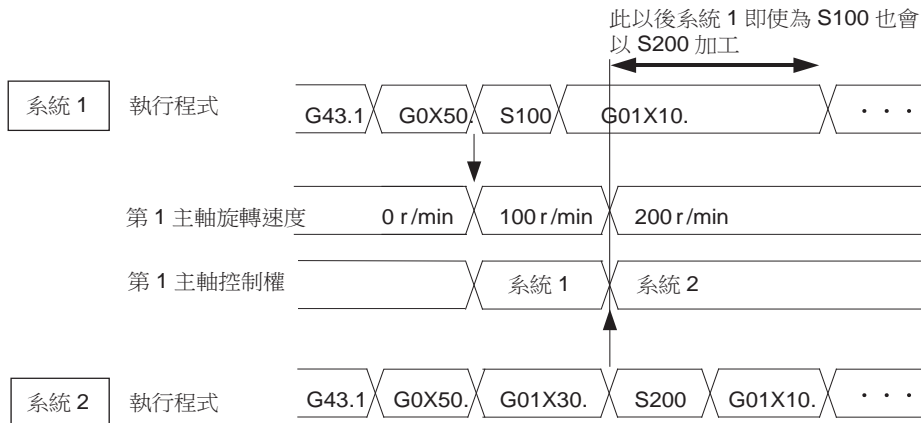 此以後系統 1 即使為 S100 也會
以 S200 加工
系統 1 執行程式 G43.1 G0X50. S100 G01X10. ・・・
第 1 主軸旋轉速度 0 r/min 100 r/min 200 r/min
第 1 主軸控制權 系統 1 系統 2
系統 2 執行程式 G43.1 G0X50. G01X30. S200 G01X10. ・・・